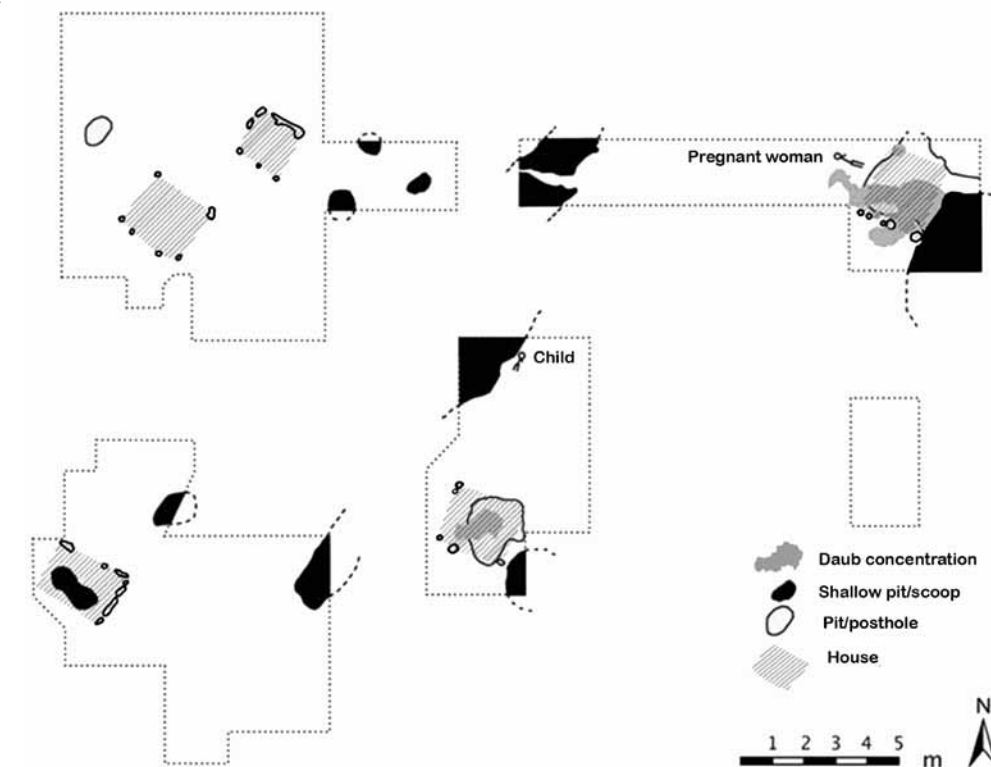 Pregnant woman
Child
Daub concentration
Shallow pit/scoop
Pit/posthole
House
N
1 2 3 4 5 m